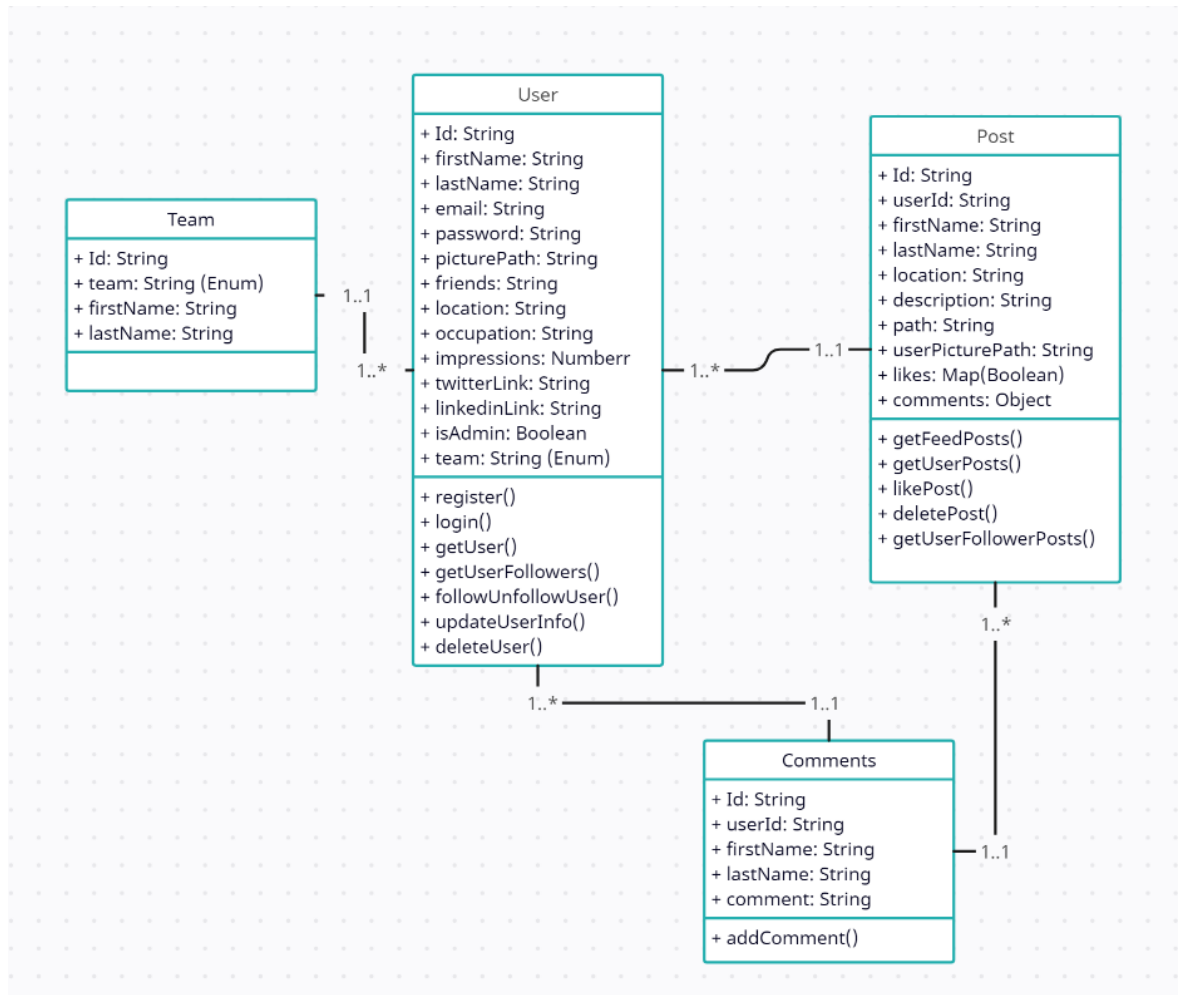 Team
+ Id: String
+ team: String (Enum)
+ firstName: String
+ lastName: String
1..1
1..*
User
+ Id: String
+ firstName: String
+ lastName: String
+ email: String
+ password: String
+ picturePath: String
+ friends: String
+ location: String
+ occupation: String
+ impressions: Numberr
+ twitterLink: String
+ linkedinLink: String
+ isAdmin: Boolean
+ team: String (Enum)
+ register()
+ login()
+ getUser()
+ getUserFollowers()
+ followUnfollowUser()
+ updateUserInfo()
+ deleteUser()
1..*
1..1
Post
+ Id: String
+ userId: String
+ firstName: String
+ lastName: String
+ location: String
+ description: String
+ path: String
+ userPicturePath: String
+ likes: Map(Boolean)
+ comments: Object
+ getFeedPosts()
+ getUserPosts()
+ likePost()
+ deletePost()
+ getUserFollowerPosts()
1..*
1..1
1..*
1..1
Comments
+ Id: String
+ userId: String
+ firstName: String
+ lastName: String
+ comment: String
+ addComment()